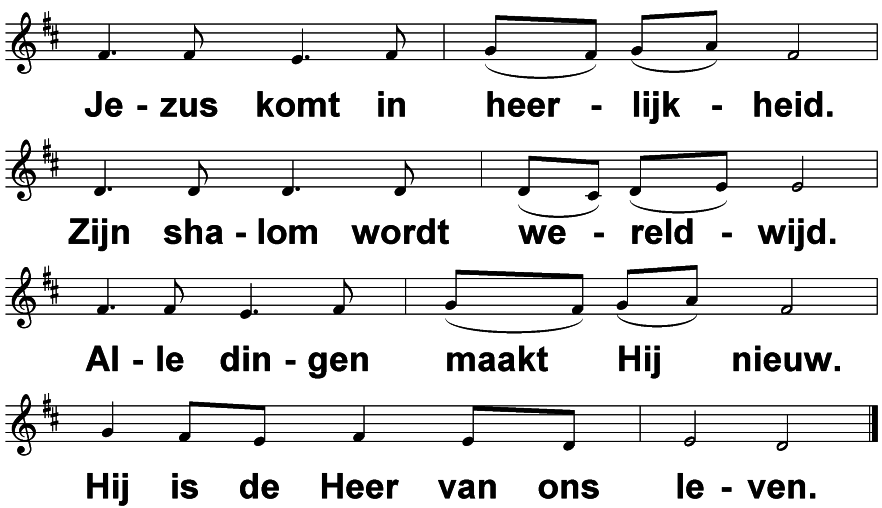 Je - zus komt in heer - lijk - heid.
Zijn sha - lom wordt we - reld - wijd.
Al - le din - gen maakt Hij nieuw.
Hij is de Heer van ons le - ven.